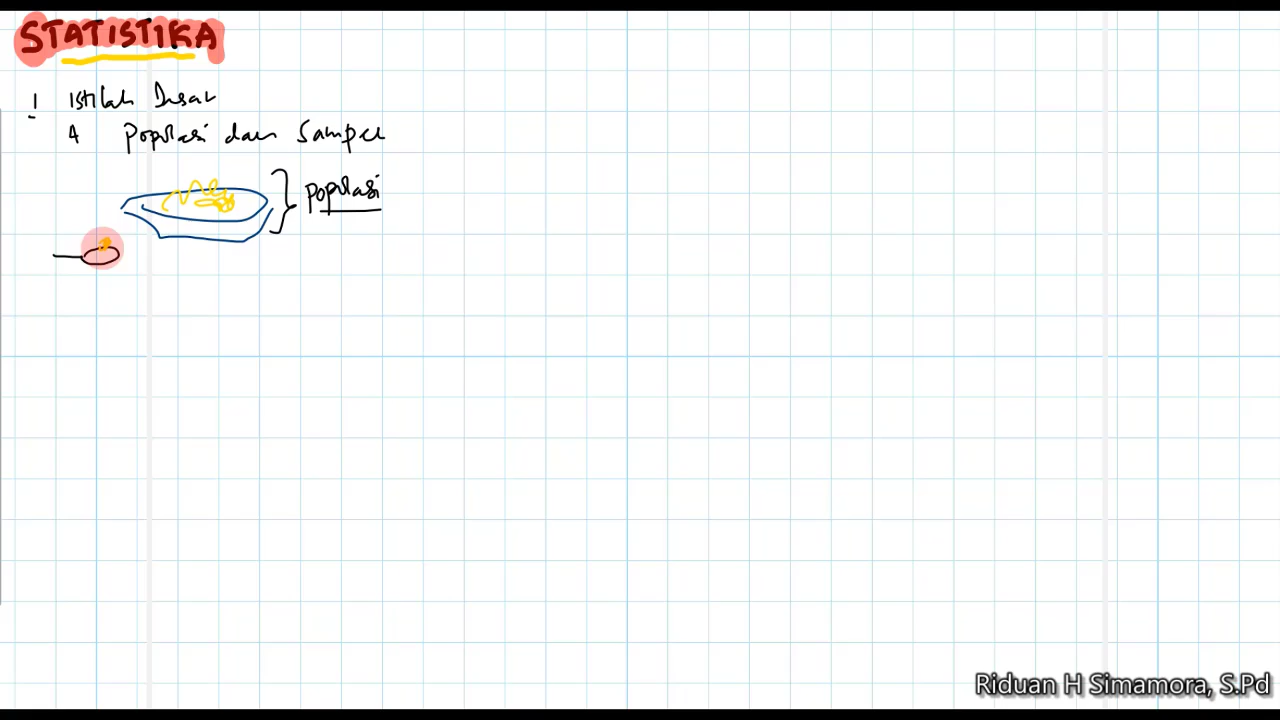 STATISTIKA
1 Istilah Dasar
A Populasi dan Sampel
Populasi
Riduan H Simamora, S.Pd